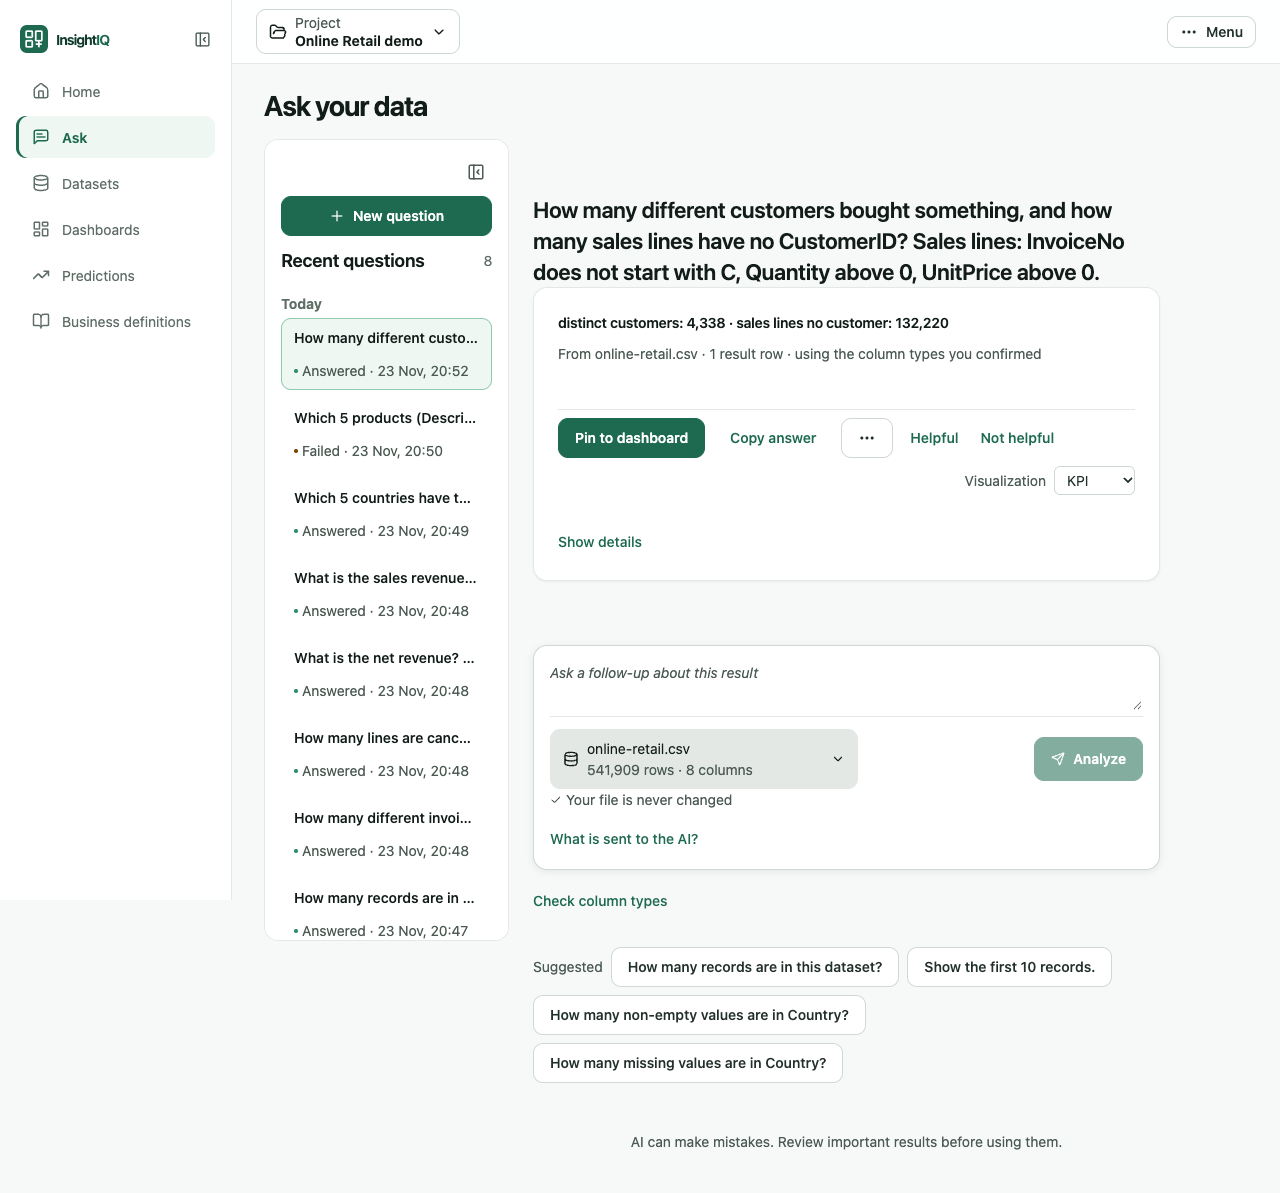 InsightIQ
Home
Ask
Datasets
Dashboards
Predictions
Business definitions
Project
Online Retail demo
Menu
Ask your data
New question
Recent questions 8
Today
How many different custo...
Answered · 23 Nov, 20:52
Which 5 products (Descri...
Failed · 23 Nov, 20:50
Which 5 countries have t...
Answered · 23 Nov, 20:49
What is the sales revenue...
Answered · 23 Nov, 20:48
What is the net revenue? ...
Answered · 23 Nov, 20:48
How many lines are canc...
Answered · 23 Nov, 20:48
How many different invoi...
Answered · 23 Nov, 20:48
How many records are in ...
Answered · 23 Nov, 20:47
How many different customers bought something, and how
many sales lines have no CustomerID? Sales lines: InvoiceNo
does not start with C, Quantity above 0, UnitPrice above 0.
distinct customers: 4,338 · sales lines no customer: 132,220
From online-retail.csv · 1 result row · using the column types you confirmed
Pin to dashboard Copy answer ... Helpful Not helpful
Visualization KPI
Show details
Ask a follow-up about this result
online-retail.csv
541,909 rows · 8 columns
Analyze
Your file is never changed
What is sent to the AI?
Check column types
Suggested How many records are in this dataset? Show the first 10 records.
How many non-empty values are in Country?
How many missing values are in Country?
AI can make mistakes. Review important results before using them.